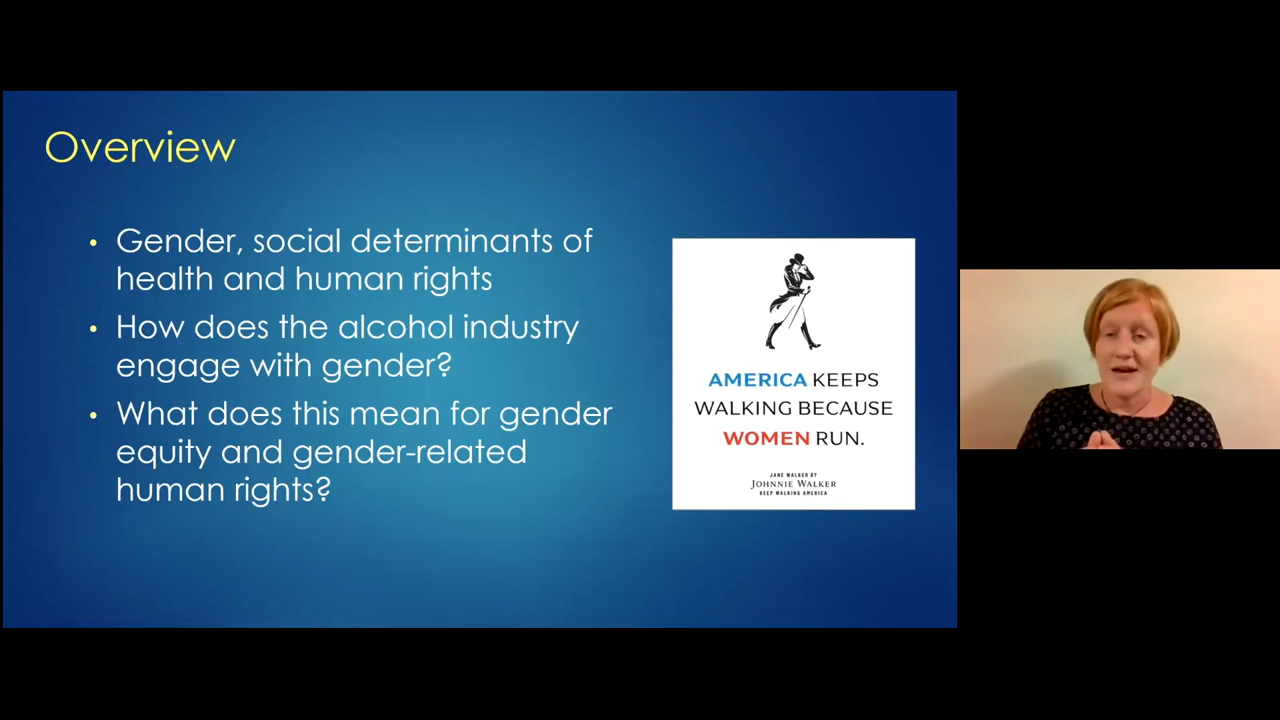 Overview
• Gender, social determinants of
health and human rights
• How does the alcohol industry
engage with gender?
• What does this mean for gender
equity and gender-related
human rights?
AMERICA KEEPS
WALKING BECAUSE
WOMEN RUN.
JANE WALKER BY
JOHNNIE WALKER
KEEP WALKING AMERICA